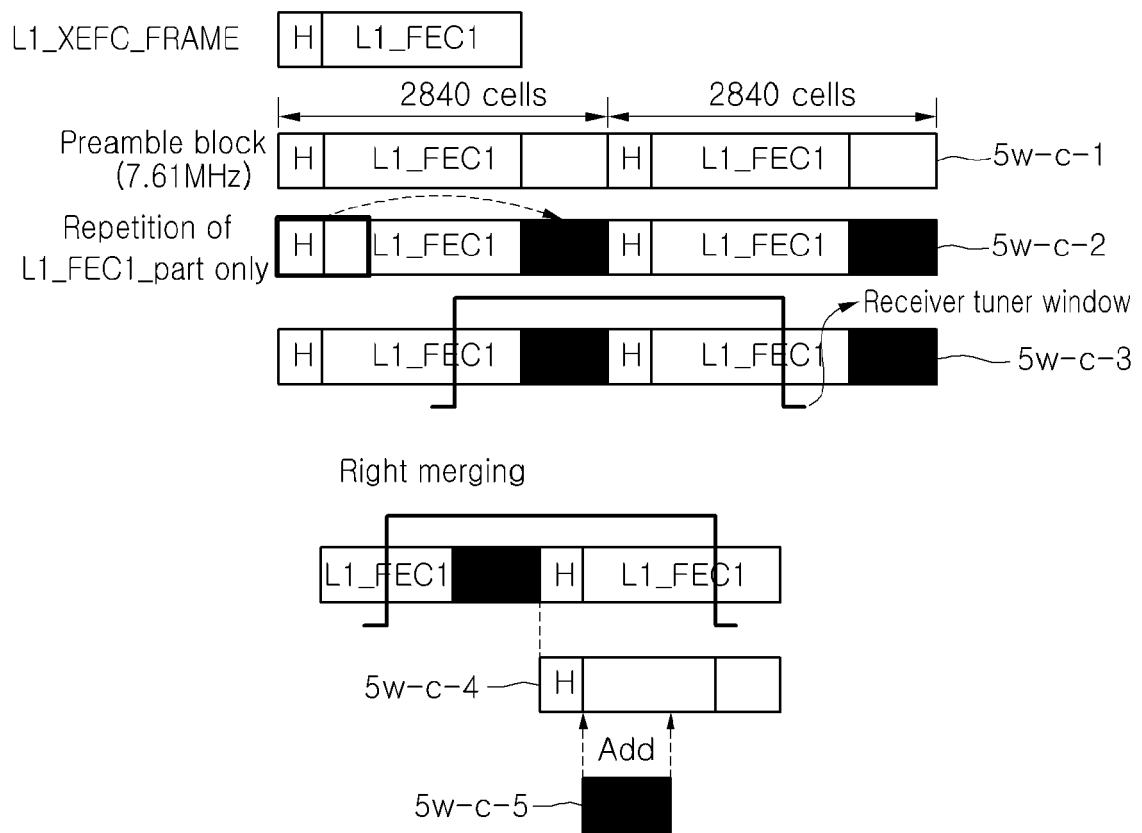 L1_XEFC_FRAME
H L1_FEC1
2840 cells 2840 cells
Preamble block
(7.61MHz)
H L1_FEC1 H L1_FEC1 5w-c-1
Repetition of
L1_FEC1_part only
H L1_FEC1 H L1_FEC1 5w-c-2
Receiver tuner window
H L1_FEC1 H L1_FEC1 5w-c-3
Right merging
L1_FEC1 H L1_FEC1
5w-c-4 H
Add
5w-c-5